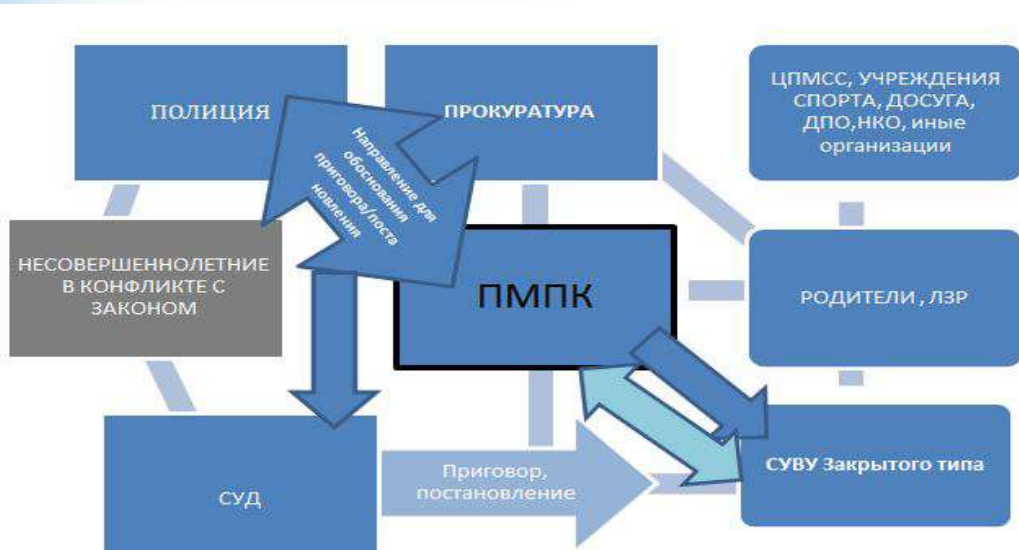 ПОЛИЦИЯ
ПРОКУРАТУРА
ЦПМСС, УЧРЕЖДЕНИЯ
СПОРТА, ДОСУГА,
ДПО,НКО, иные
организации
Направление для
обоснования
приговора/поста
новления
НЕСОВЕРШЕННОЛЕТНИЕ
В КОНФЛИКТЕ С
ЗАКОНОМ
ПМПК
РОДИТЕЛИ , ЛЗР
СУД
Приговор,
постановление
СУВУ Закрытого типа